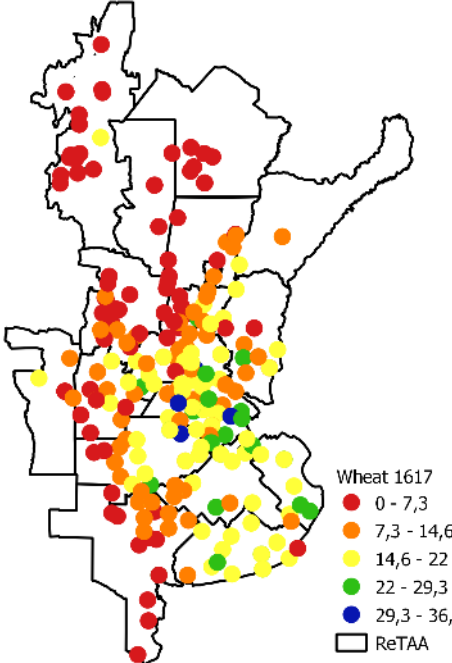 Wheat 1617
0 - 7,3
7,3 - 14,6
14,6 - 22
22 - 29,3
29,3 - 36,
ReTAA